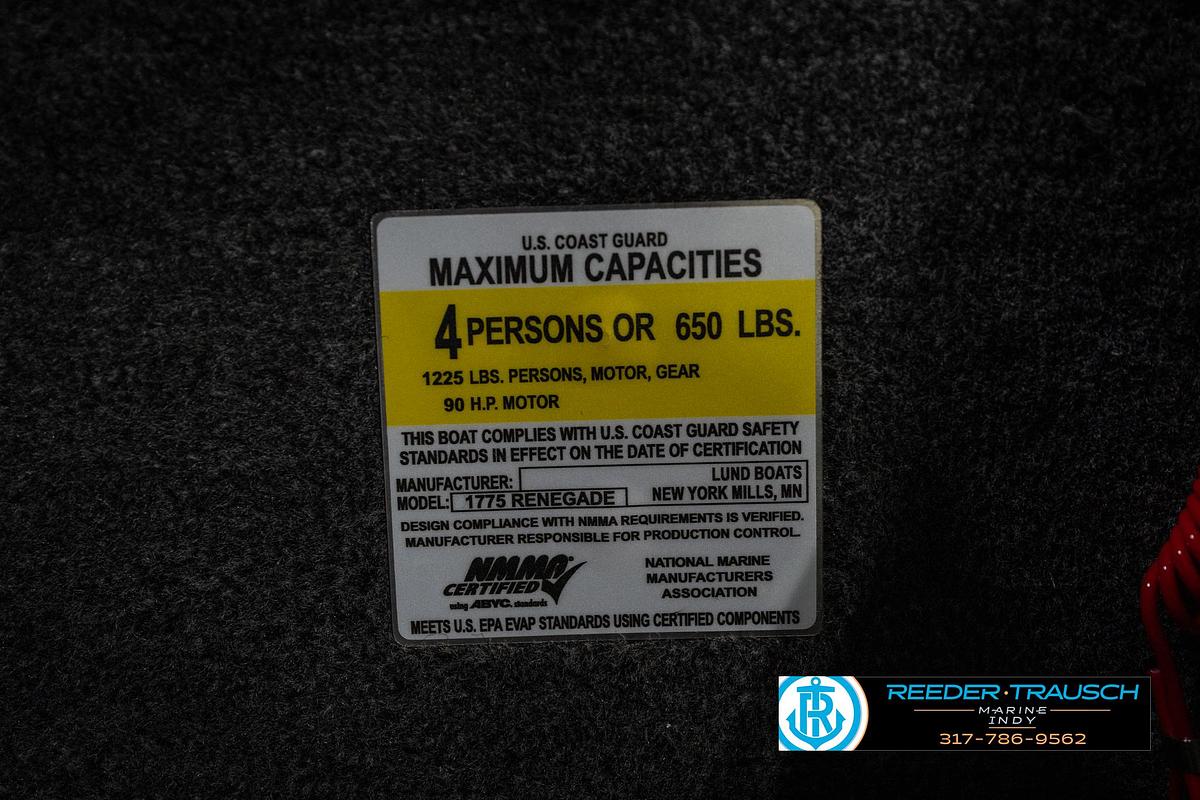 U.S. COAST GUARD
MAXIMUM CAPACITIES
4 PERSONS OR 650 LBS.
1225 LBS. PERSONS, MOTOR, GEAR
90 H.P. MOTOR
THIS BOAT COMPLIES WITH U.S. COAST GUARD SAFETY
STANDARDS IN EFFECT ON THE DATE OF CERTIFICATION
MANUFACTURER: LUND BOATS
MODEL: 1775 RENEGADE NEW YORK MILLS, MN
DESIGN COMPLIANCE WITH NMMA REQUIREMENTS IS VERIFIED.
MANUFACTURER RESPONSIBLE FOR PRODUCTION CONTROL.
NMMA®
CERTIFIED
using ABYC. standards
NATIONAL MARINE
MANUFACTURERS
ASSOCIATION
MEETS U.S. EPA EVAP STANDARDS USING CERTIFIED COMPONENTS
R
REEDER·TRAUSCH
MARINE
INDY
317-786-9562